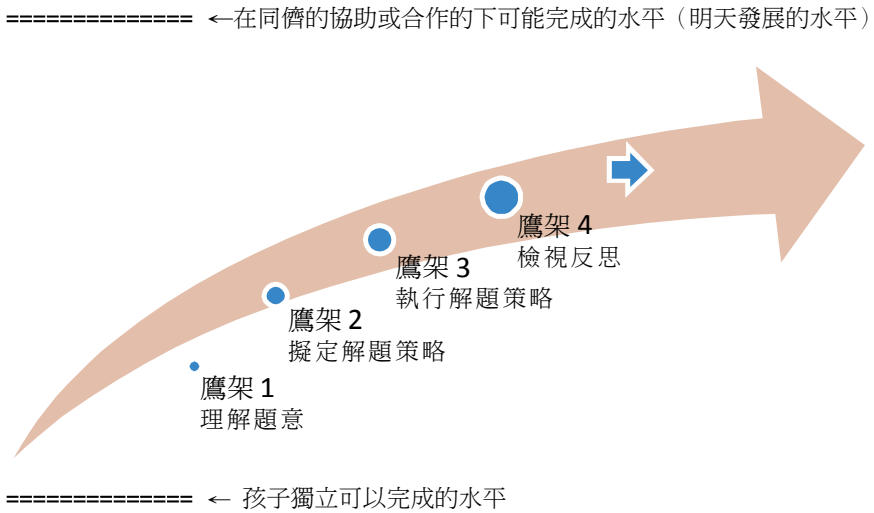 ============== ←在同儕的協助或合作的下可能完成的水平（明天發展的水平）
鷹架 4
檢視反思
鷹架 3
執行解題策略
鷹架 2
擬定解題策略
鷹架 1
理解題意
============== ← 孩子獨立可以完成的水平